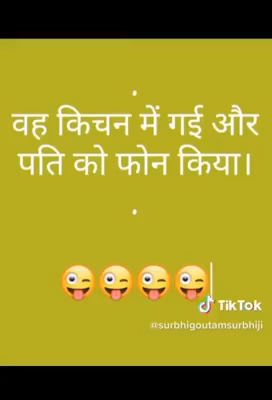 .
वह किचन में गई और
पति को फोन किया।
.
😜😜😜😜
TikTok
@surbhigoutamsurbhiji